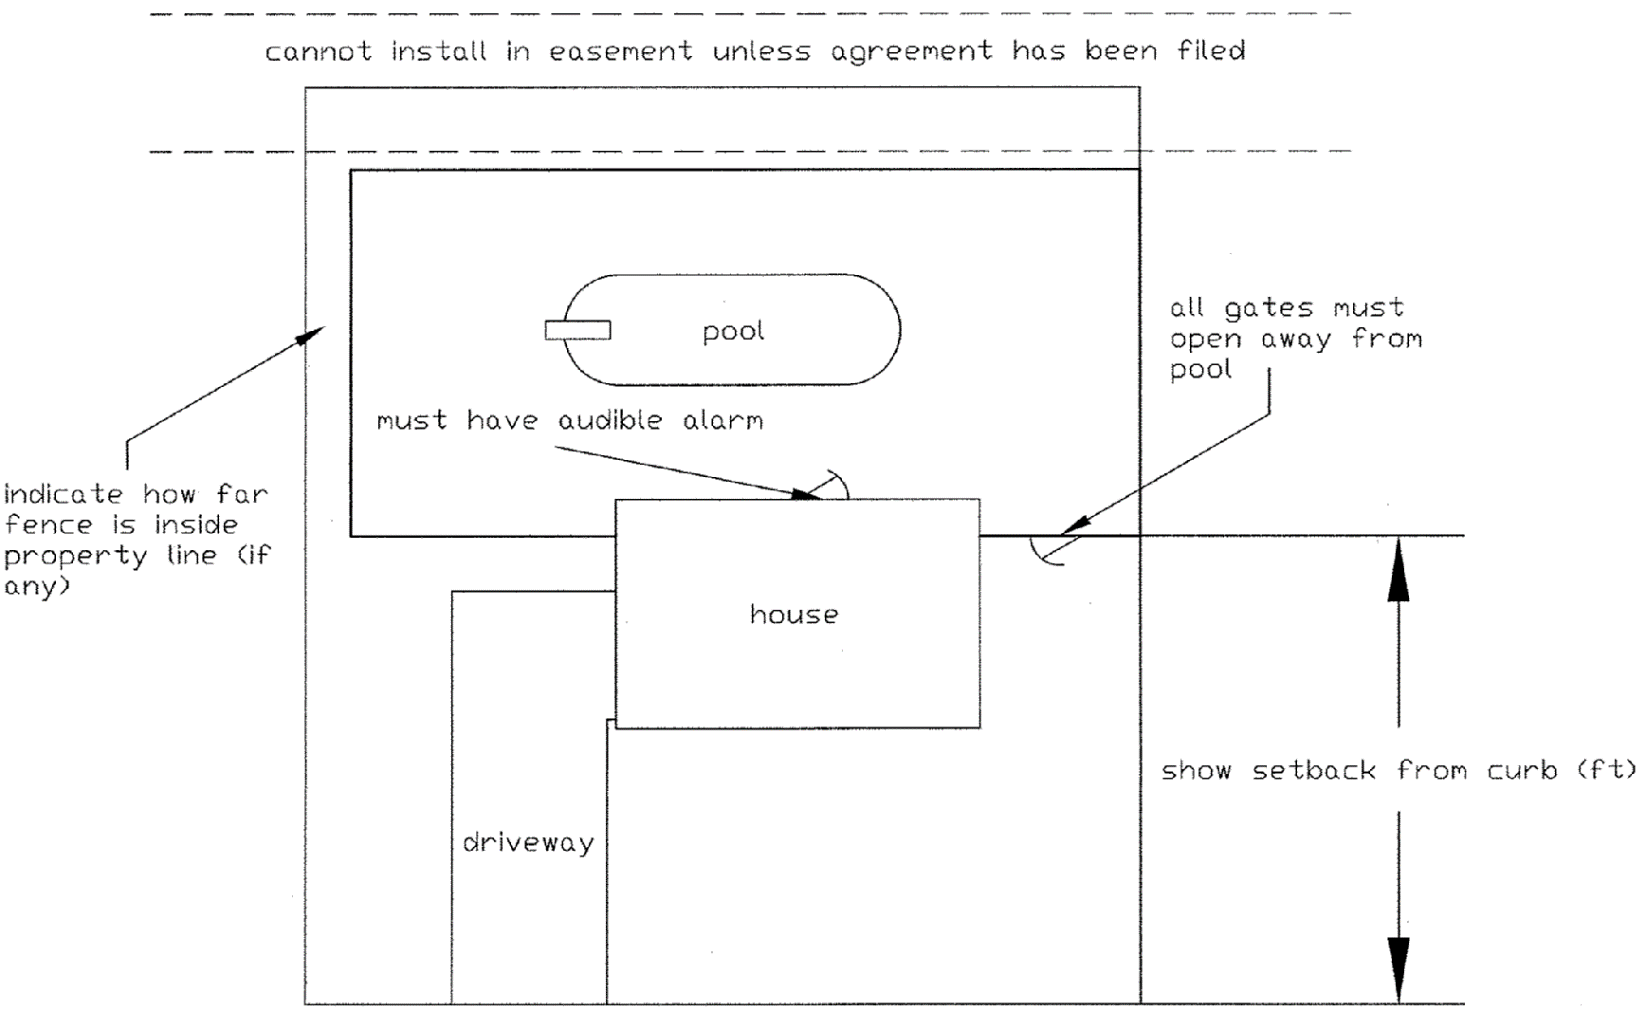 cannot install in easement unless agreement has been filed
all gates must
open away from
pool
pool
must have audible alarm
indicate how far
fence is inside
property line (if
any)
house
show setback from curb (ft)
driveway